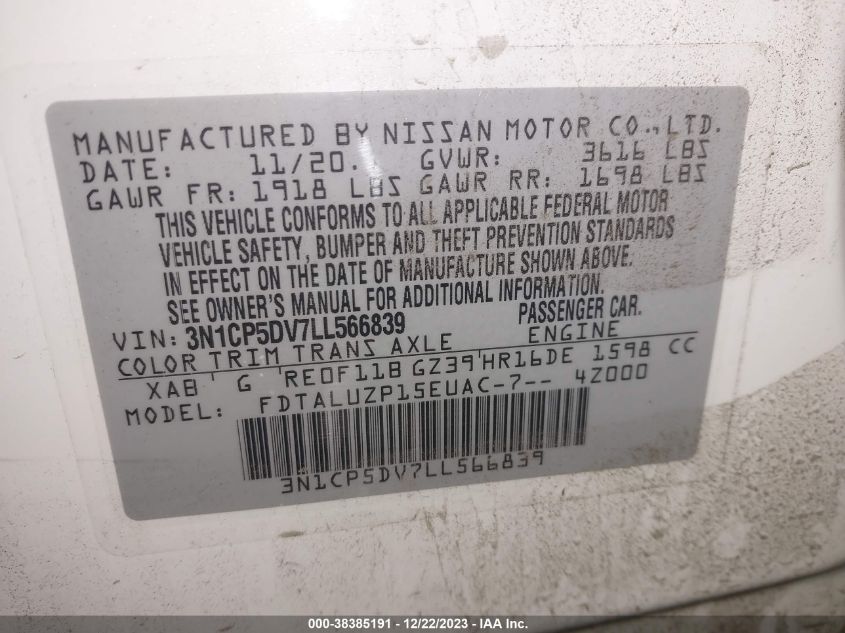 MANUFACTURED BY NISSAN MOTOR CO.,LTD.
DATE: 11/20. GVWR: 3616 LBS
GAWR FR: 1918 LBS GAWR RR: 1698 LBS
THIS VEHICLE CONFORMS TO ALL APPLICABLE FEDERAL MOTOR
VEHICLE SAFETY, BUMPER AND THEFT PREVENTION STANDARDS
IN EFFECT ON THE DATE OF MANUFACTURE SHOWN ABOVE.
SEE OWNER'S MANUAL FOR ADDITIONAL INFORMATION.
VIN: 3N1CP5DV7LL566839 PASSENGER CAR.
COLOR TRIM TRANS AXLE ENGINE
XAB G RE0F11B GZ39 HR16DE 1598 CC
MODEL: FDTALUZP15EUAC-7-- 4Z000
3N1CP5DV7LL566839
000-38385191 - 12/22/2023 - IAA Inc.